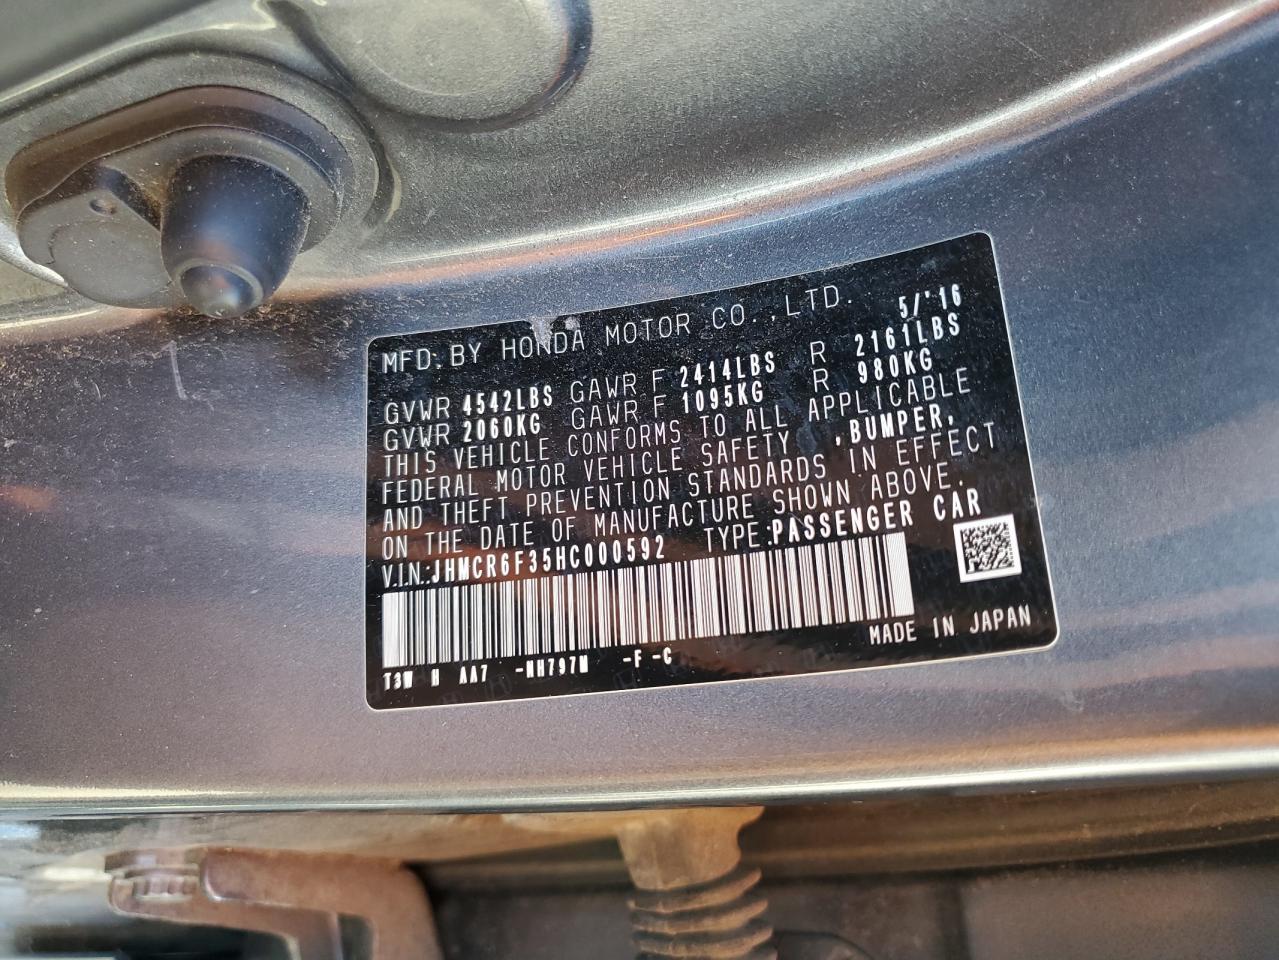 MFD. BY HONDA MOTOR CO.,LTD. 5/'16
GVWR 4542LBS GAWR F 2414LBS R 2161LBS
GVWR 2060KG GAWR F 1095KG R 980KG
THIS VEHICLE CONFORMS TO ALL APPLICABLE
FEDERAL MOTOR VEHICLE SAFETY ,BUMPER,
AND THEFT PREVENTION STANDARDS IN EFFECT
ON THE DATE OF MANUFACTURE SHOWN ABOVE.
V.I.N.:JHMCR6F35HC000592 TYPE:PASSENGER CAR
MADE IN JAPAN
T3W H AA7 -NH797M -F -C